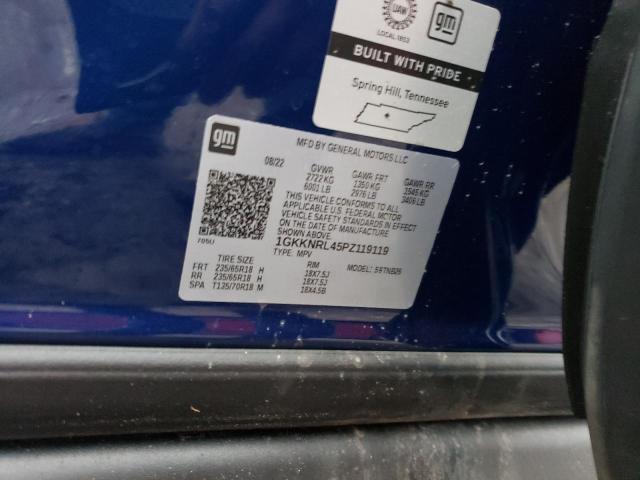 UAW
gm
LOCAL 1853
BUILT WITH PRIDE
Spring Hill, Tennessee
gm
MFD BY GENERAL MOTORS LLC
08/22 GVWR GAWR FRT GAWR RR
2722 KG 1350 KG 1545 KG
6001 LB 2976 LB 3406 LB
THIS VEHICLE CONFORMS TO ALL
APPLICABLE U.S. FEDERAL MOTOR
VEHICLE SAFETY STANDARDS IN EFFECT
ON THE DATE OF MANUFACTURE SHOWN ABOVE.
1GKKNRL45PZ119119
TYPE: MPV MODEL:
TIRE SIZE RIM
FRT 235/65R18 H 18X7.5J
RR 235/65R18 H 18X7.5J
SPA T135/70R18 M 18X4.5B